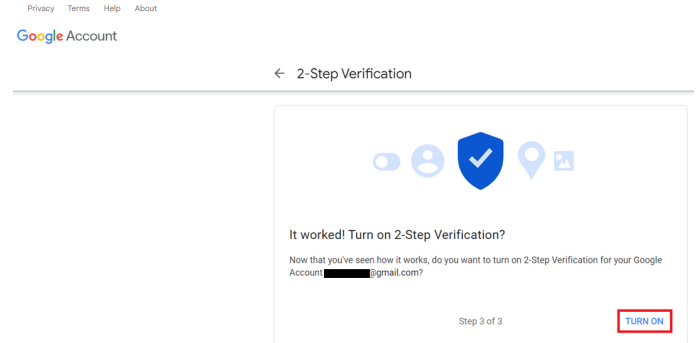 Privacy Terms Help About
Google Account
2-Step Verification
It worked! Turn on 2-Step Verification?
Now that you've seen how it works, do you want to turn on 2-Step Verification for your Google
Account @gmail.com?
Step 3 of 3 TURN ON